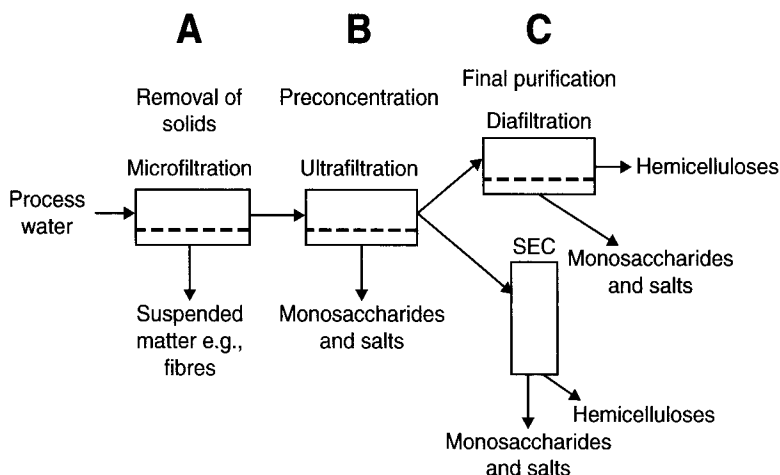 A
B
C
Removal of
solids
Preconcentration
Final purification
Microfiltration
Ultrafiltration
Diafiltration
Process
water
Hemicelluloses
Suspended
matter e.g.,
fibres
Monosaccharides
and salts
Monosaccharides
and salts
SEC
Hemicelluloses
Monosaccharides
and salts